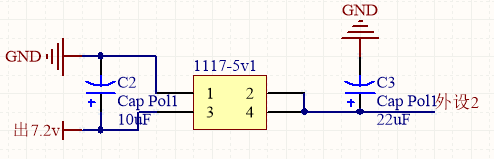 GND
GND
1117-5v1
C2
Cap Pol1
10uF
1 2
3 4
C3
Cap Pol1
22uF
外设2
出7.2v